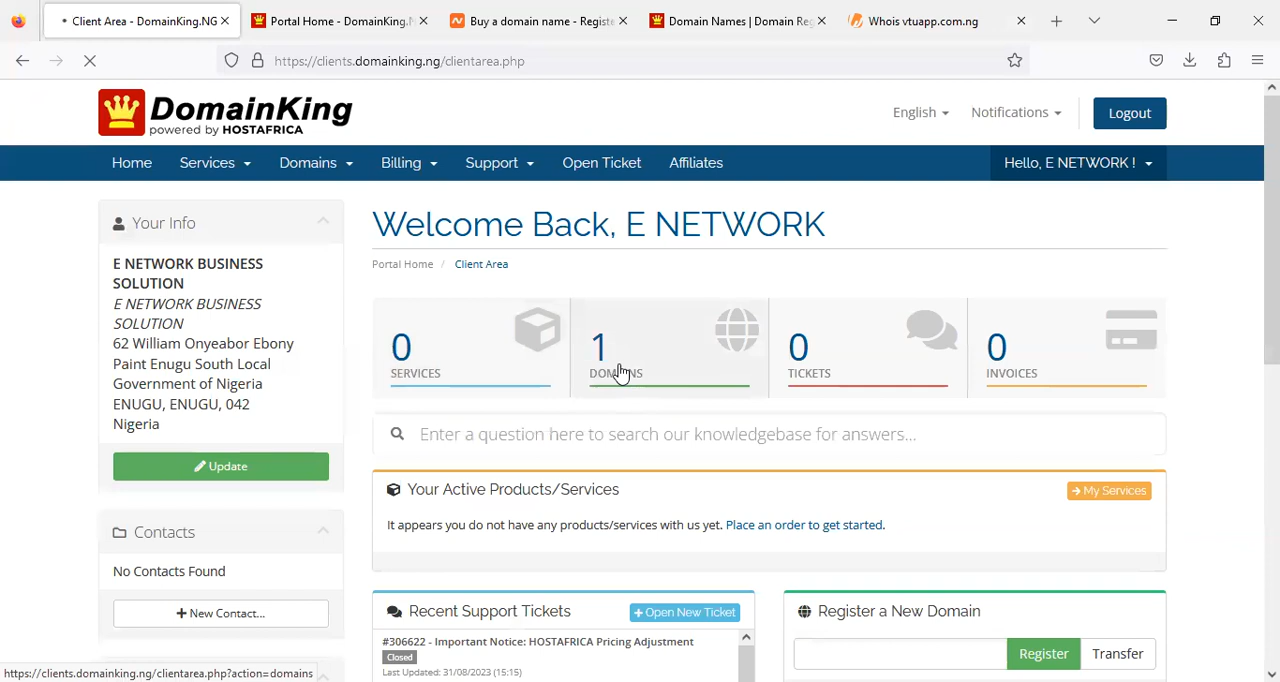 Client Area - DomainKing.NG
Portal Home - DomainKing.N
Buy a domain name - Registe
Domain Names | Domain Reg
Whois vtuapp.com.ng
https://clients.domainking.ng/clientarea.php
DomainKing
powered by HOSTAFRICA
English
Notifications
Logout
Home
Services
Domains
Billing
Support
Open Ticket
Affiliates
Hello, E NETWORK !
Your Info
E NETWORK BUSINESS
SOLUTION
E NETWORK BUSINESS
SOLUTION
62 William Onyeabor Ebony
Paint Enugu South Local
Government of Nigeria
ENUGU, ENUGU, 042
Nigeria
Update
Contacts
No Contacts Found
New Contact...
Welcome Back, E NETWORK
Portal Home / Client Area
0
SERVICES
1
DOMAINS
0
TICKETS
0
INVOICES
Enter a question here to search our knowledgebase for answers...
Your Active Products/Services
My Services
It appears you do not have any products/services with us yet. Place an order to get started.
Recent Support Tickets
Open New Ticket
#306622 - Important Notice: HOSTAFRICA Pricing Adjustment
Closed
Last Updated: 31/08/2023 (15:15)
Register a New Domain
Register
Transfer
https://clients.domainking.ng/clientarea.php?action=domains